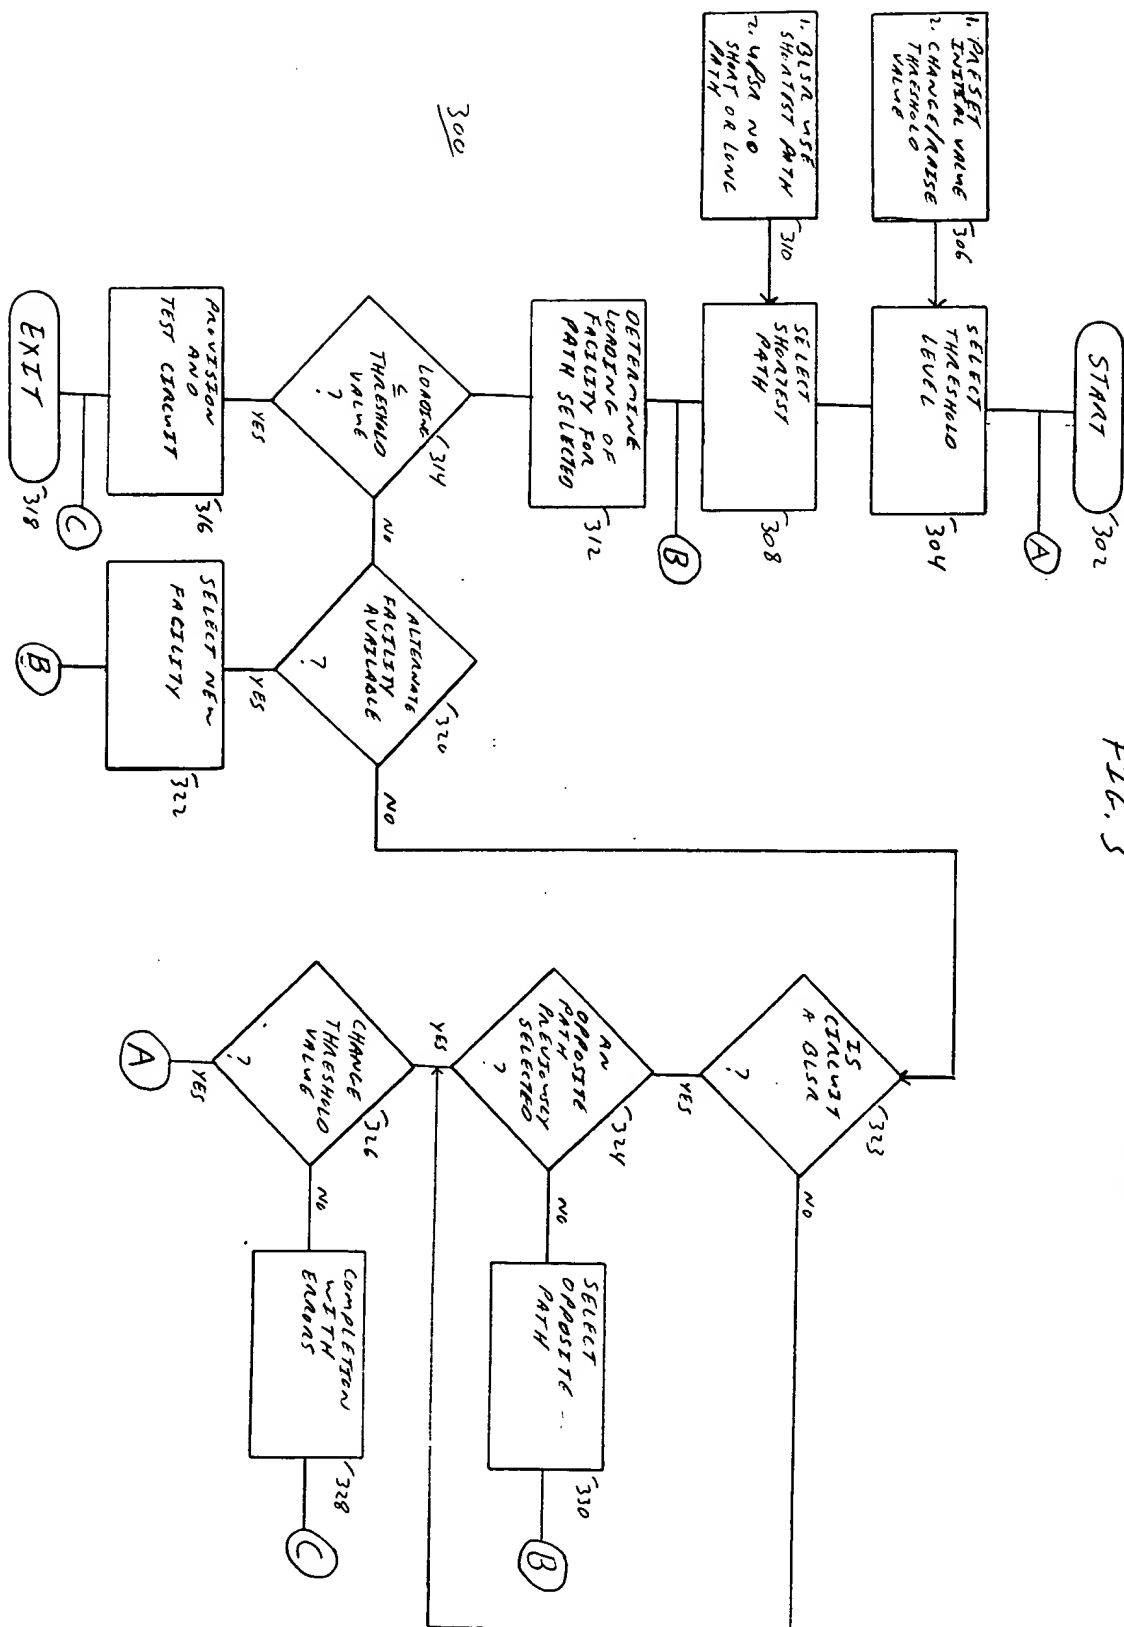 FIG. 3
300
START
302
A
1. PRESET
INITIAL VALUE
2. CHANGE/RAISE
THRESHOLD
VALUE
306
SELECT
THRESHOLD
LEVEL
304
1. BLSR USE
SHORTEST PATH
2. UPSR NO
SHORT OR LONG
PATH
310
SELECT
SHORTEST
PATH
308
B
DETERMINE
LOADING OF
FACILITY FOR
PATH SELECTED
312
LOADING
≤
THRESHOLD
VALUE
?
314
YES
NO
PROVISION
AND
TEST CIRCUIT
316
C
EXIT
318
ALTERNATE
FACILITY
AVAILABLE
?
320
YES
NO
SELECT NEW
FACILITY
322
B
IS
CIRCUIT
A BLSR
?
323
YES
NO
AN
OPPOSITE
PATH
PREVIOUSLY
SELECTED
?
324
YES
NO
SELECT
OPPOSITE
PATH
330
B
CHANGE
THRESHOLD
VALUE
?
326
YES
NO
A
COMPLETION
WITH
ERRORS
328
C